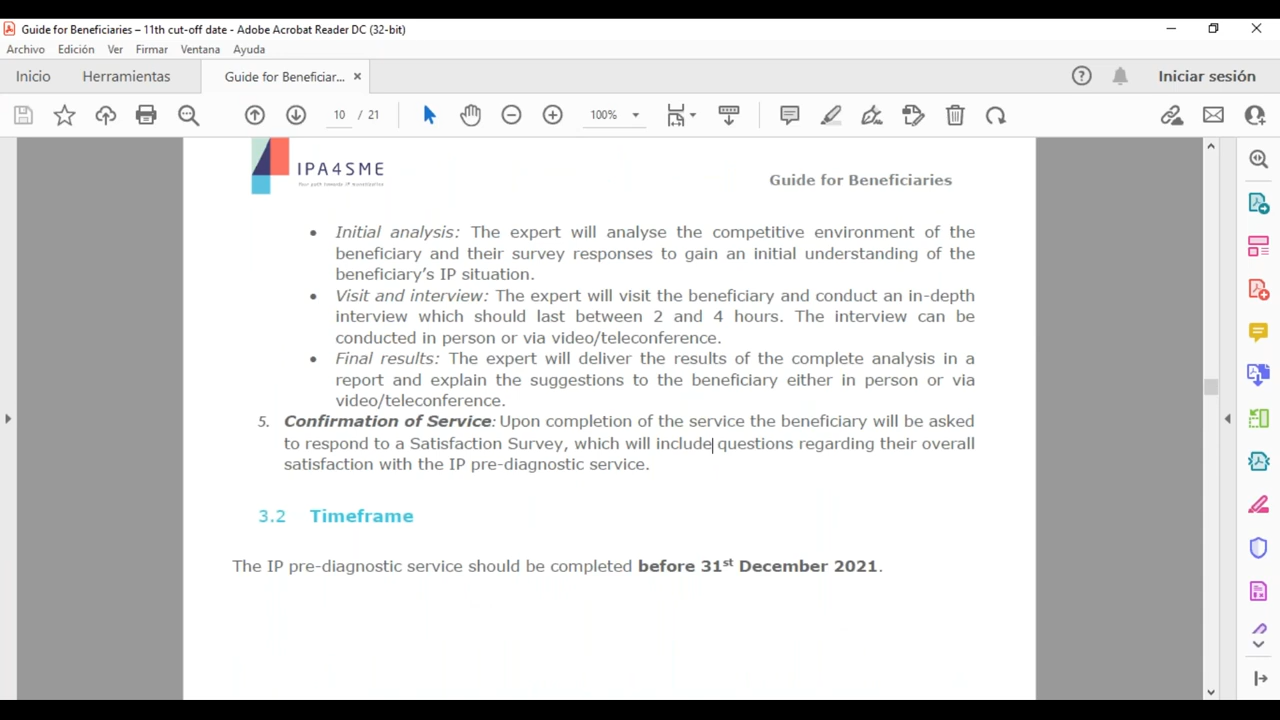 Guide for Beneficiaries – 11th cut-off date - Adobe Acrobat Reader DC (32-bit)
Archivo Edición Ver Firmar Ventana Ayuda
Inicio Herramientas Guide for Beneficiar... × Iniciar sesión
10 / 21 100%
IPA4SME
Your path towards IP monetization
Guide for Beneficiaries
• Initial analysis: The expert will analyse the competitive environment of the
beneficiary and their survey responses to gain an initial understanding of the
beneficiary's IP situation.
• Visit and interview: The expert will visit the beneficiary and conduct an in-depth
interview which should last between 2 and 4 hours. The interview can be
conducted in person or via video/teleconference.
• Final results: The expert will deliver the results of the complete analysis in a
report and explain the suggestions to the beneficiary either in person or via
video/teleconference.
5. Confirmation of Service: Upon completion of the service the beneficiary will be asked
to respond to a Satisfaction Survey, which will include questions regarding their overall
satisfaction with the IP pre-diagnostic service.
3.2 Timeframe
The IP pre-diagnostic service should be completed before 31st December 2021.